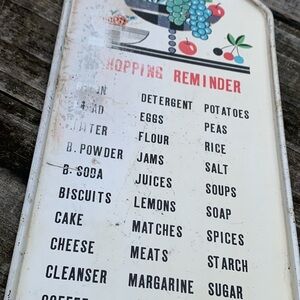 HOPPING REMINDER
B. POWDER
B. SODA
BISCUITS
CAKE
CHEESE
CLEANSER
DETERGENT
EGGS
FLOUR
JAMS
JUICES
LEMONS
MATCHES
MEATS
MARGARINE
POTATOES
PEAS
RICE
SALT
SOUPS
SOAP
SPICES
STARCH
SUGAR